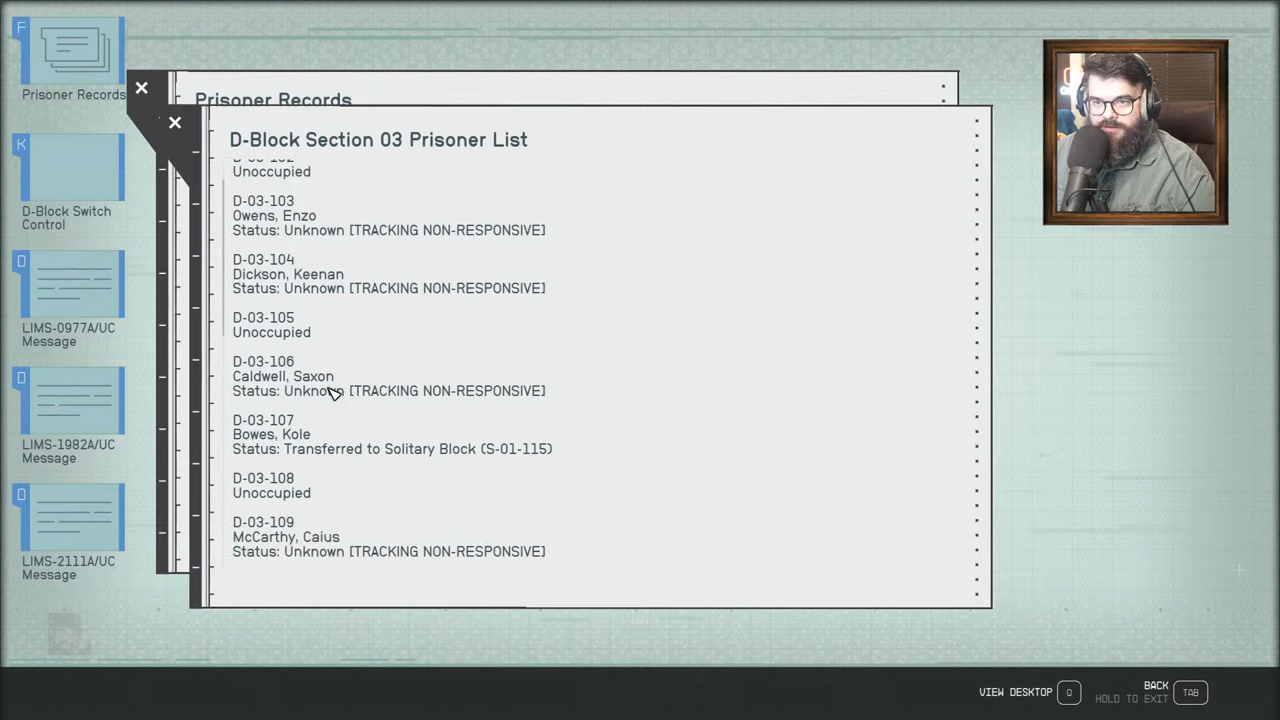 F
Prisoner Records
K
D-Block Switch
Control
D
LIMS-0977A/UC
Message
D
LIMS-1982A/UC
Message
D
LIMS-2111A/UC
Message
Prisoner Records
D-Block Section 03 Prisoner List
D-03-102
Unoccupied
D-03-103
Owens, Enzo
Status: Unknown [TRACKING NON-RESPONSIVE]
D-03-104
Dickson, Keenan
Status: Unknown [TRACKING NON-RESPONSIVE]
D-03-105
Unoccupied
D-03-106
Caldwell, Saxon
Status: Unknown [TRACKING NON-RESPONSIVE]
D-03-107
Bowes, Kole
Status: Transferred to Solitary Block (S-01-115)
D-03-108
Unoccupied
D-03-109
McCarthy, Caius
Status: Unknown [TRACKING NON-RESPONSIVE]
VIEW DESKTOP Q
BACK
HOLD TO EXIT TAB